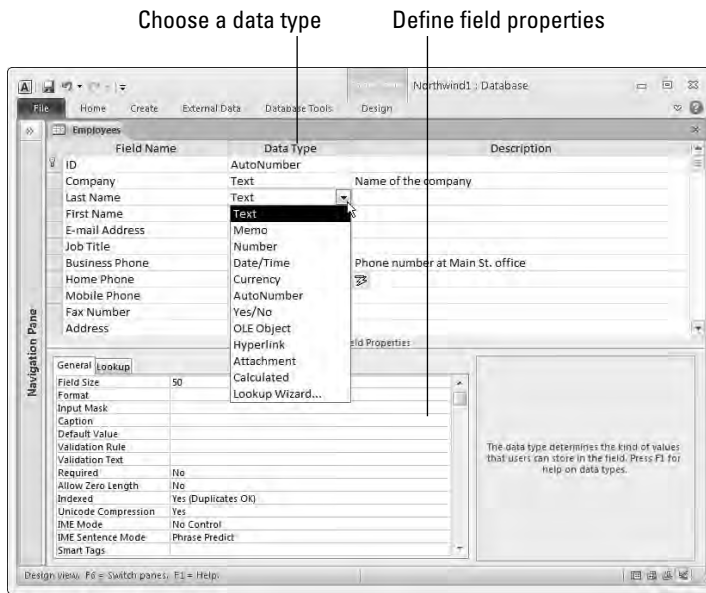 Choose a data type Define field properties
Northwind1 : Database
File Home Create External Data Database Tools Design
Employees
Field Name Data Type Description
ID AutoNumber
Company Text Name of the company
Last Name Text
First Name Text
E-mail Address Memo
Job Title Number
Business Phone Date/Time Phone number at Main St. office
Home Phone Currency
Mobile Phone AutoNumber
Fax Number Yes/No
Address OLE Object
Hyperlink
Attachment
Calculated
Lookup Wizard...
Navigation Pane
Properties
General Lookup
Field Size 50
Format
Input Mask
Caption
Default Value
Validation Rule
Validation Text
Required No
Allow Zero Length No
Indexed Yes (Duplicates OK)
Unicode Compression Yes
IME Mode No Control
IME Sentence Mode Phrase Predict
Smart Tags
The data type determines the kind of values
that users can store in the field. Press F1 for
help on data types.
Design view. F6 = Switch panes. F1 = Help.